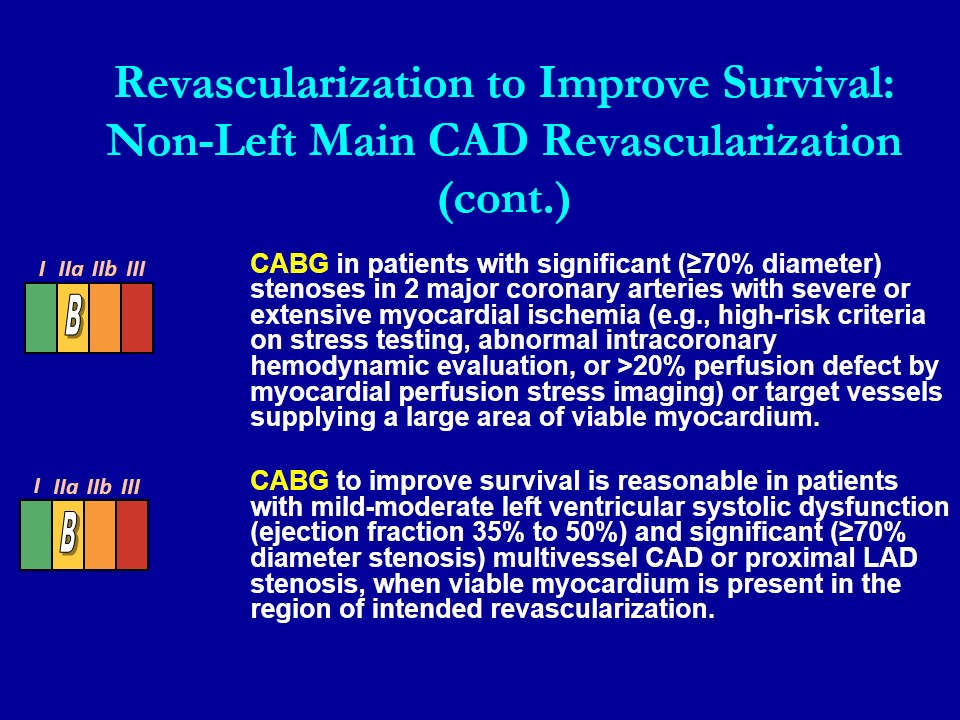 Revascularization to Improve Survival:
Non-Left Main CAD Revascularization
(cont.)
I IIa IIb III
B
CABG in patients with significant (≥70% diameter)
stenoses in 2 major coronary arteries with severe or
extensive myocardial ischemia (e.g., high-risk criteria
on stress testing, abnormal intracoronary
hemodynamic evaluation, or >20% perfusion defect by
myocardial perfusion stress imaging) or target vessels
supplying a large area of viable myocardium.
I IIa IIb III
B
CABG to improve survival is reasonable in patients
with mild-moderate left ventricular systolic dysfunction
(ejection fraction 35% to 50%) and significant (≥70%
diameter stenosis) multivessel CAD or proximal LAD
stenosis, when viable myocardium is present in the
region of intended revascularization.